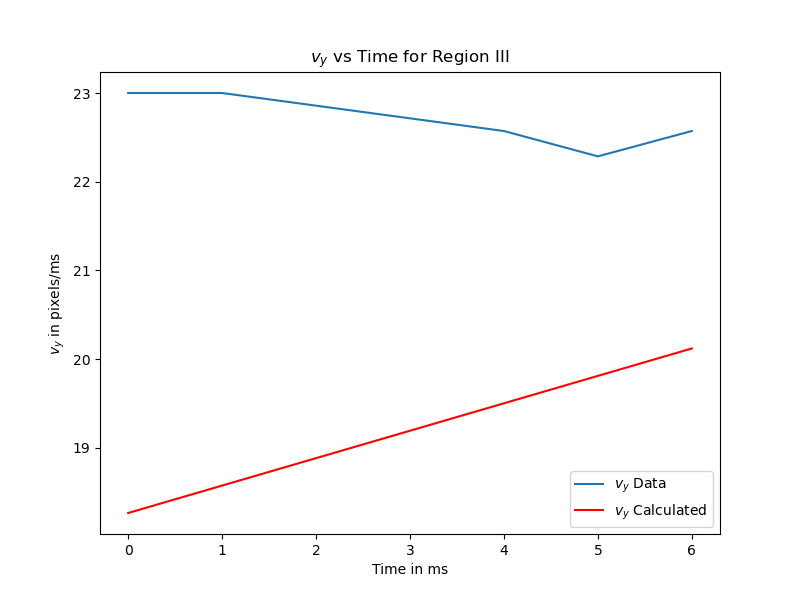 v_y vs Time for Region III
v_y in pixels/ms
23
22
21
20
19
0 1 2 3 4 5 6
Time in ms
v_y Data
v_y Calculated